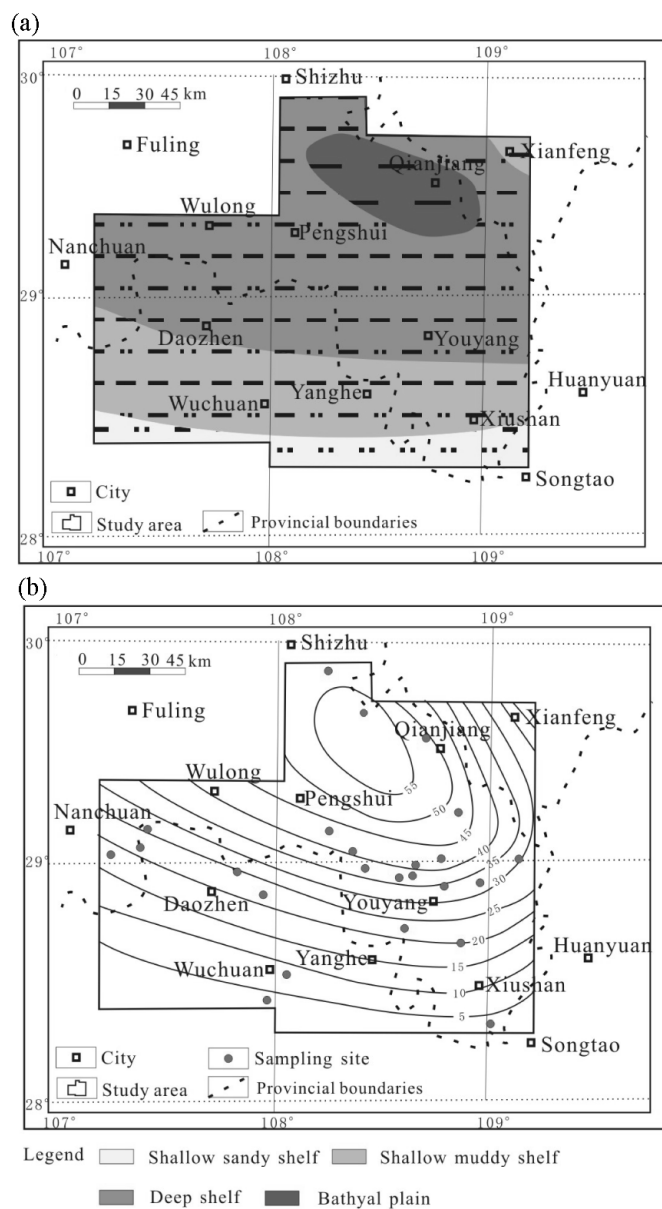 (a)
107° 108° 109°
30°
Shizhu
0 15 30 45 km
Fuling
Xianfeng
Qianjiang
Wulong
Pengshui
Nanchuan
29°
Daozhen
Youyang
Yanghe
Huanyuan
Wuchuan
Xiushan
Songtao
City
Study area
Provincial boundaries
28°
107° 108° 109°
(b)
107° 108° 109°
30°
Shizhu
0 15 30 45 km
Fuling
Xianfeng
Qianjiang
Wulong
55
Pengshui
50
Nanchuan
45
40
29°
35
30
Daozhen
Youyang
25
20
Yanghe
Huanyuan
15
Wuchuan
10
Xiushan
5
Songtao
City
Sampling site
Study area
Provincial boundaries
28°
107° 108° 109°
Legend
Shallow sandy shelf
Shallow muddy shelf
Deep shelf
Bathyal plain